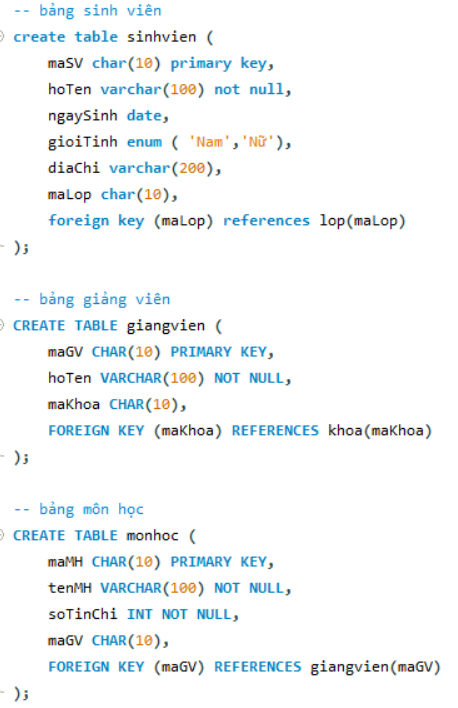 -- bảng sinh viên
create table sinhvien (
maSV char(10) primary key,
hoTen varchar(100) not null,
ngaySinh date,
gioiTinh enum ( 'Nam','Nữ'),
diaChi varchar(200),
maLop char(10),
foreign key (maLop) references lop(maLop)
);
-- bảng giảng viên
CREATE TABLE giangvien (
maGV CHAR(10) PRIMARY KEY,
hoTen VARCHAR(100) NOT NULL,
maKhoa CHAR(10),
FOREIGN KEY (maKhoa) REFERENCES khoa(maKhoa)
);
-- bảng môn học
CREATE TABLE monhoc (
maMH CHAR(10) PRIMARY KEY,
tenMH VARCHAR(100) NOT NULL,
soTinChi INT NOT NULL,
maGV CHAR(10),
FOREIGN KEY (maGV) REFERENCES giangvien(maGV)
);